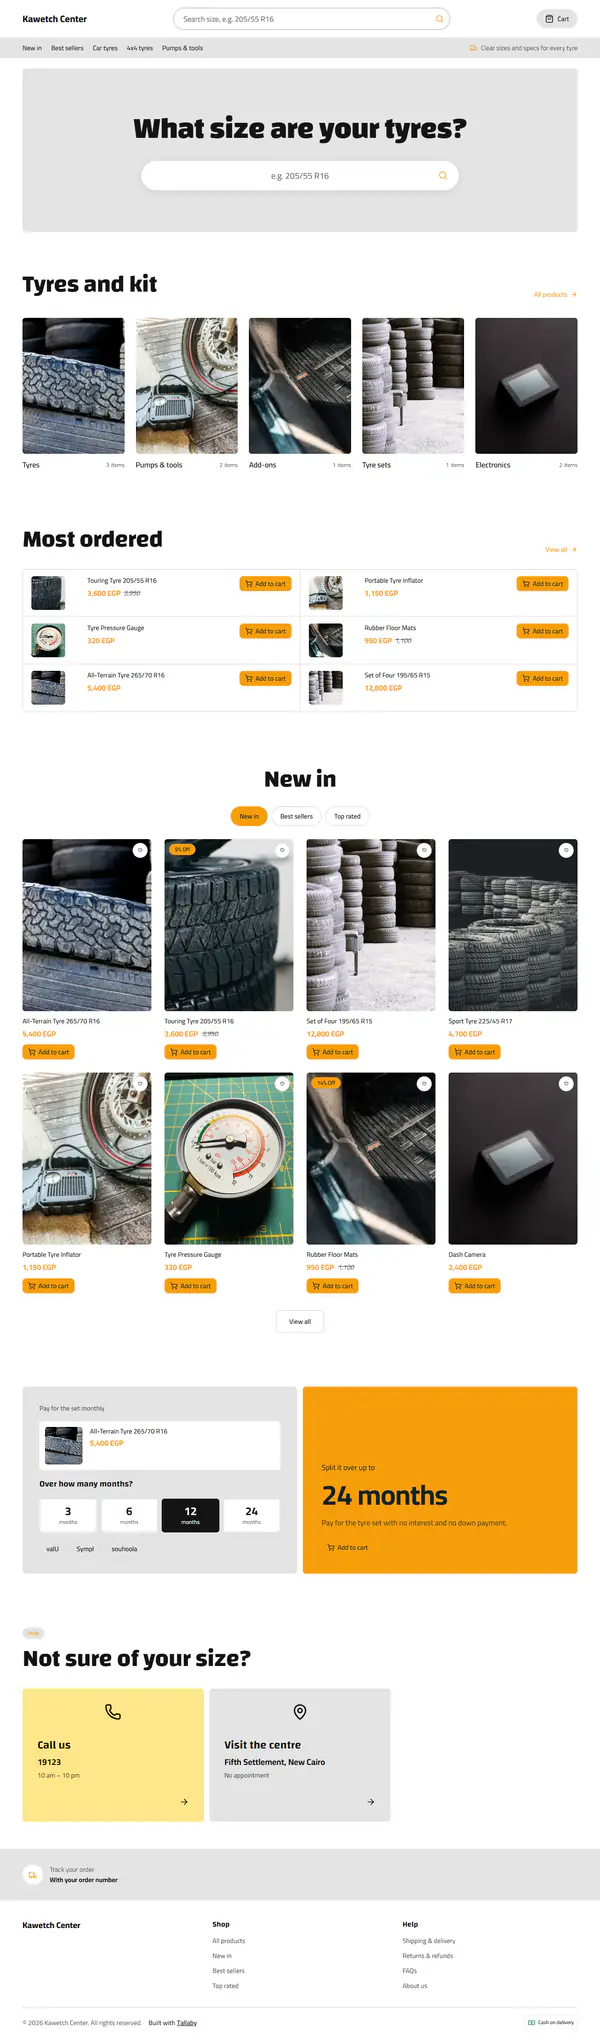 Kawetch Center
Search size, e.g. 205/55 R16
Cart
New in
Best sellers
Car tyres
4x4 tyres
Pumps & tools
Clear sizes and specs for every tyre
What size are your tyres?
e.g. 205/55 R16
Tyres and kit
All products
Tyres
3 items
Pumps & tools
2 items
Add-ons
1 items
Tyre sets
1 items
Electronics
2 items
Most ordered
View all
Touring Tyre 205/55 R16
3,600 EGP 3,950
Add to cart
Portable Tyre Inflator
1,150 EGP
Add to cart
Tyre Pressure Gauge
320 EGP
Add to cart
Rubber Floor Mats
950 EGP 1,100
Add to cart
All-Terrain Tyre 265/70 R16
5,400 EGP
Add to cart
Set of Four 195/65 R15
12,800 EGP
Add to cart
New in
New in
Best sellers
Top rated
9% Off
All-Terrain Tyre 265/70 R16
5,400 EGP
Add to cart
Touring Tyre 205/55 R16
3,600 EGP 3,950
Add to cart
Set of Four 195/65 R15
12,800 EGP
Add to cart
Sport Tyre 225/45 R17
4,700 EGP
Add to cart
14% Off
Portable Tyre Inflator
1,150 EGP
Add to cart
Tyre Pressure Gauge
320 EGP
Add to cart
Rubber Floor Mats
950 EGP 1,100
Add to cart
Dash Camera
2,400 EGP
Add to cart
View all
Pay for the set monthly
All-Terrain Tyre 265/70 R16
5,400 EGP
Over how many months?
3
months
6
months
12
months
24
months
valU
Sympl
souhoola
Split it over up to
24 months
Pay for the tyre set with no interest and no down payment.
Add to cart
Help
Not sure of your size?
Call us
19123
10 am – 10 pm
Visit the centre
Fifth Settlement, New Cairo
No appointment
Track your order
With your order number
Kawetch Center
Shop
All products
New in
Best sellers
Top rated
Help
Shipping & delivery
Returns & refunds
FAQs
About us
© 2026 Kawetch Center. All rights reserved.
Built with Tallaby
Cash on delivery